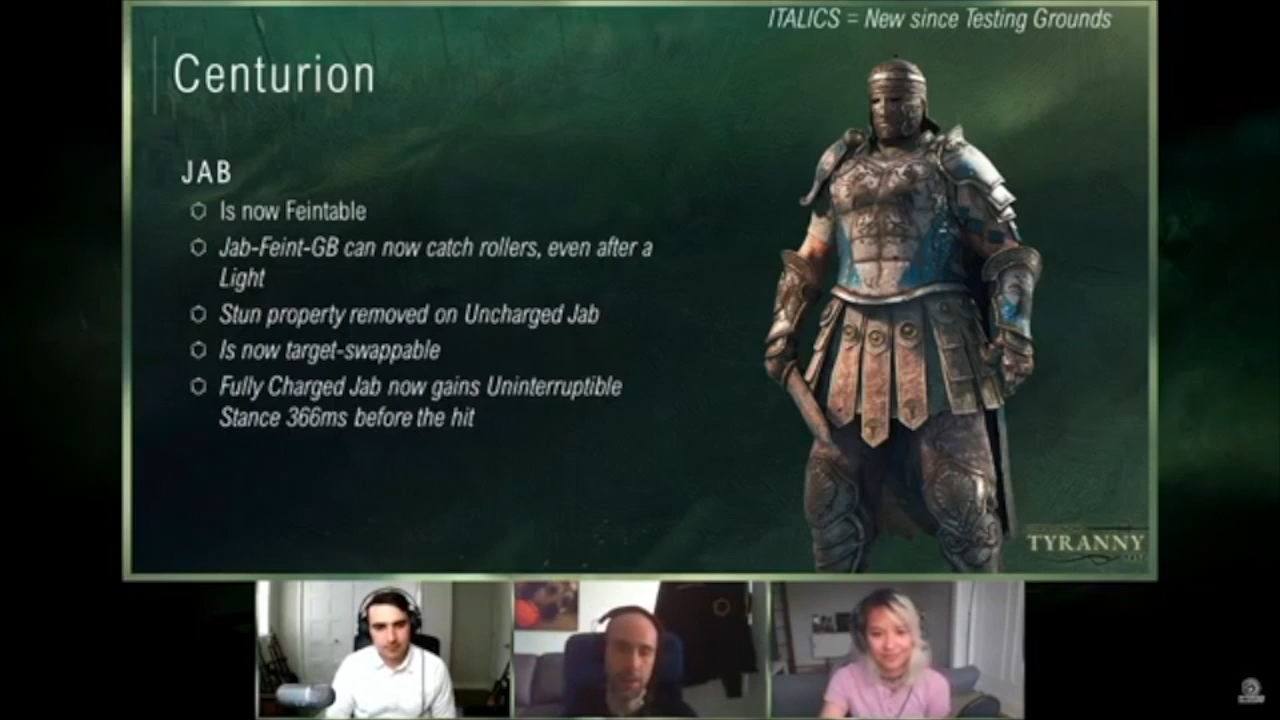 ITALICS = New since Testing Grounds
Centurion
JAB
Is now Feintable
Jab-Feint-GB can now catch rollers, even after a
Light
Stun property removed on Uncharged Jab
Is now target-swappable
Fully Charged Jab now gains Uninterruptible
Stance 366ms before the hit
TYRANNY